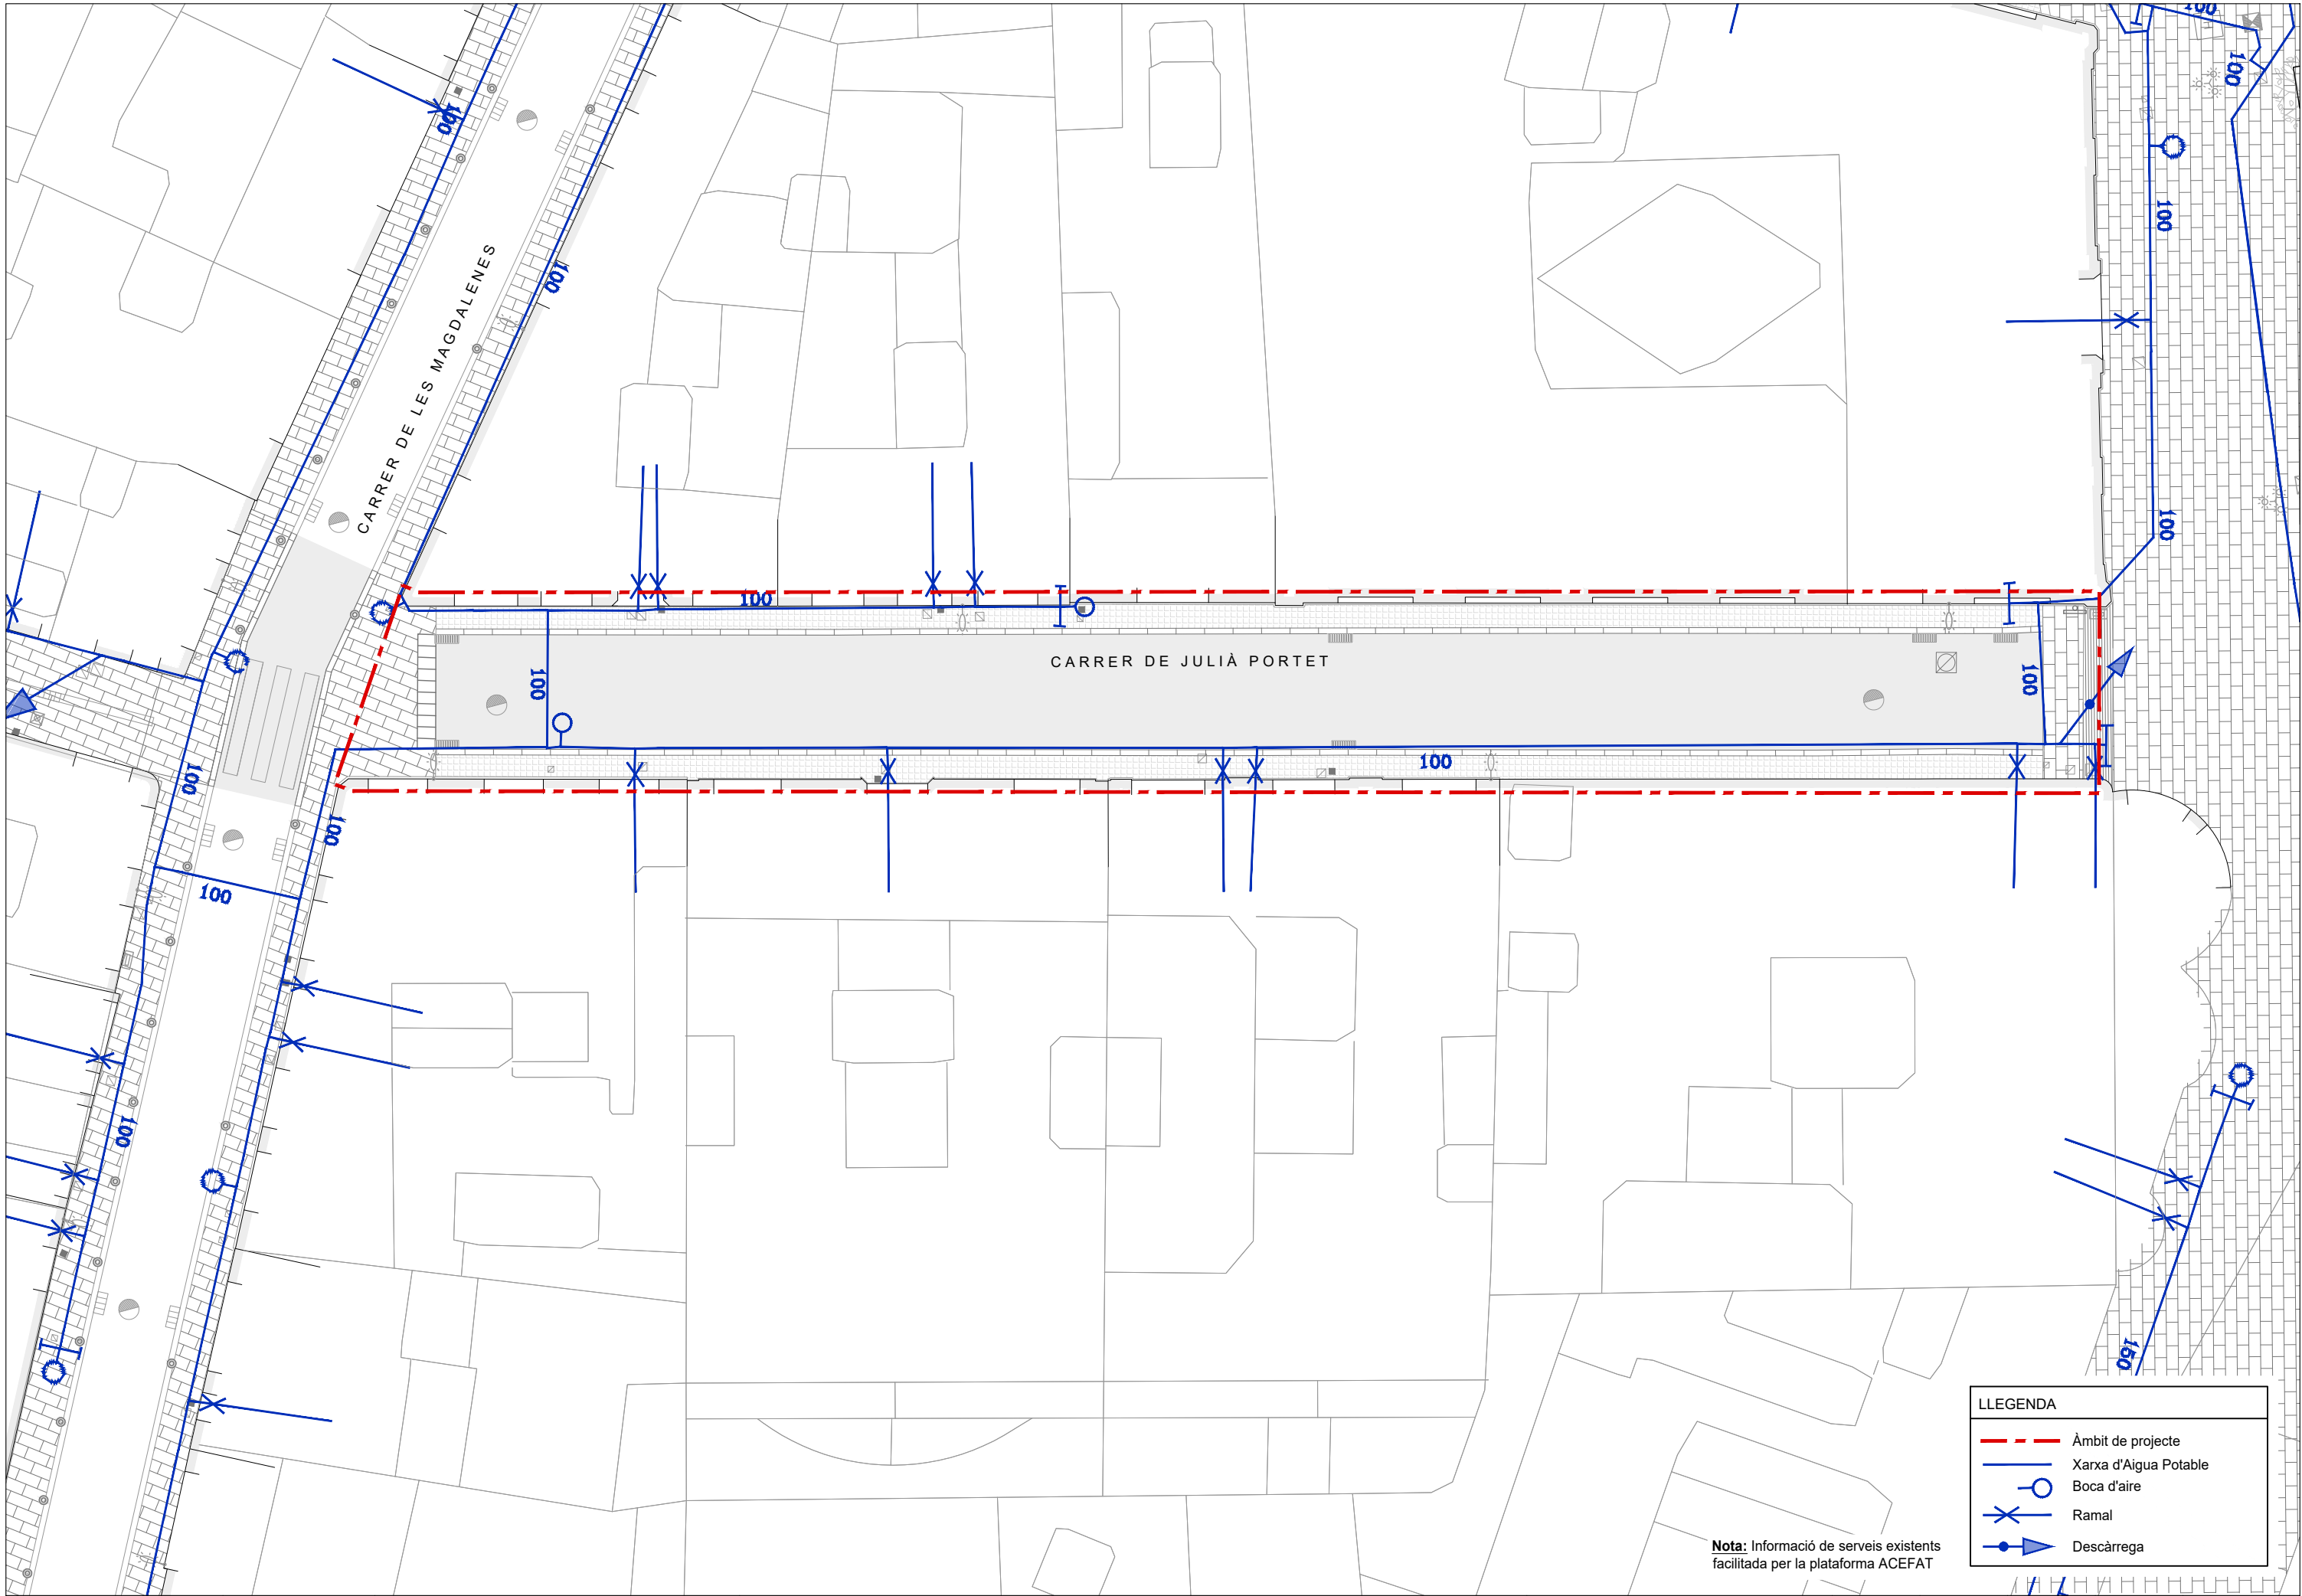 100
100
100
100
100
100
CARRER DE LES MAGDALENES
100
100
CARRER DE JULIÀ PORTET
100
100
100
100
100
100
100
150
LLEGENDA
Àmbit de projecte
Xarxa d'Aigua Potable
Boca d'aire
Ramal
Descàrrega
Nota: Informació de serveis existents
facilitada per la plataforma ACEFAT